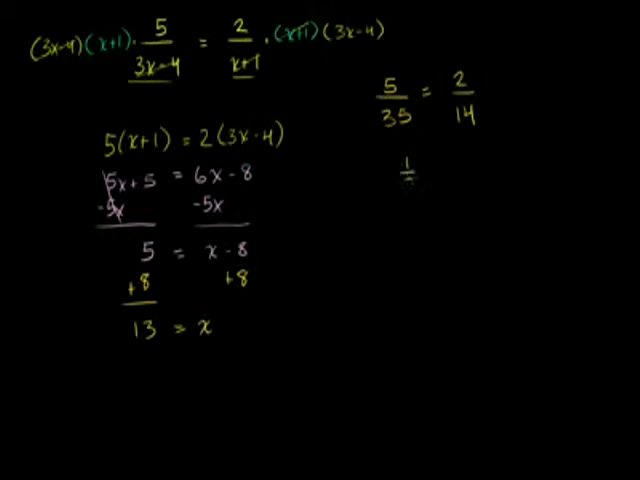 (3x-4)(x+1) · 5/3x-4 = 2/x+1 · (x+1)(3x-4)
5/35 = 2/14
5(x+1) = 2(3x-4)
5x+5 = 6x-8
-5x -5x
5 = x-8
+8 +8
13 = x
1